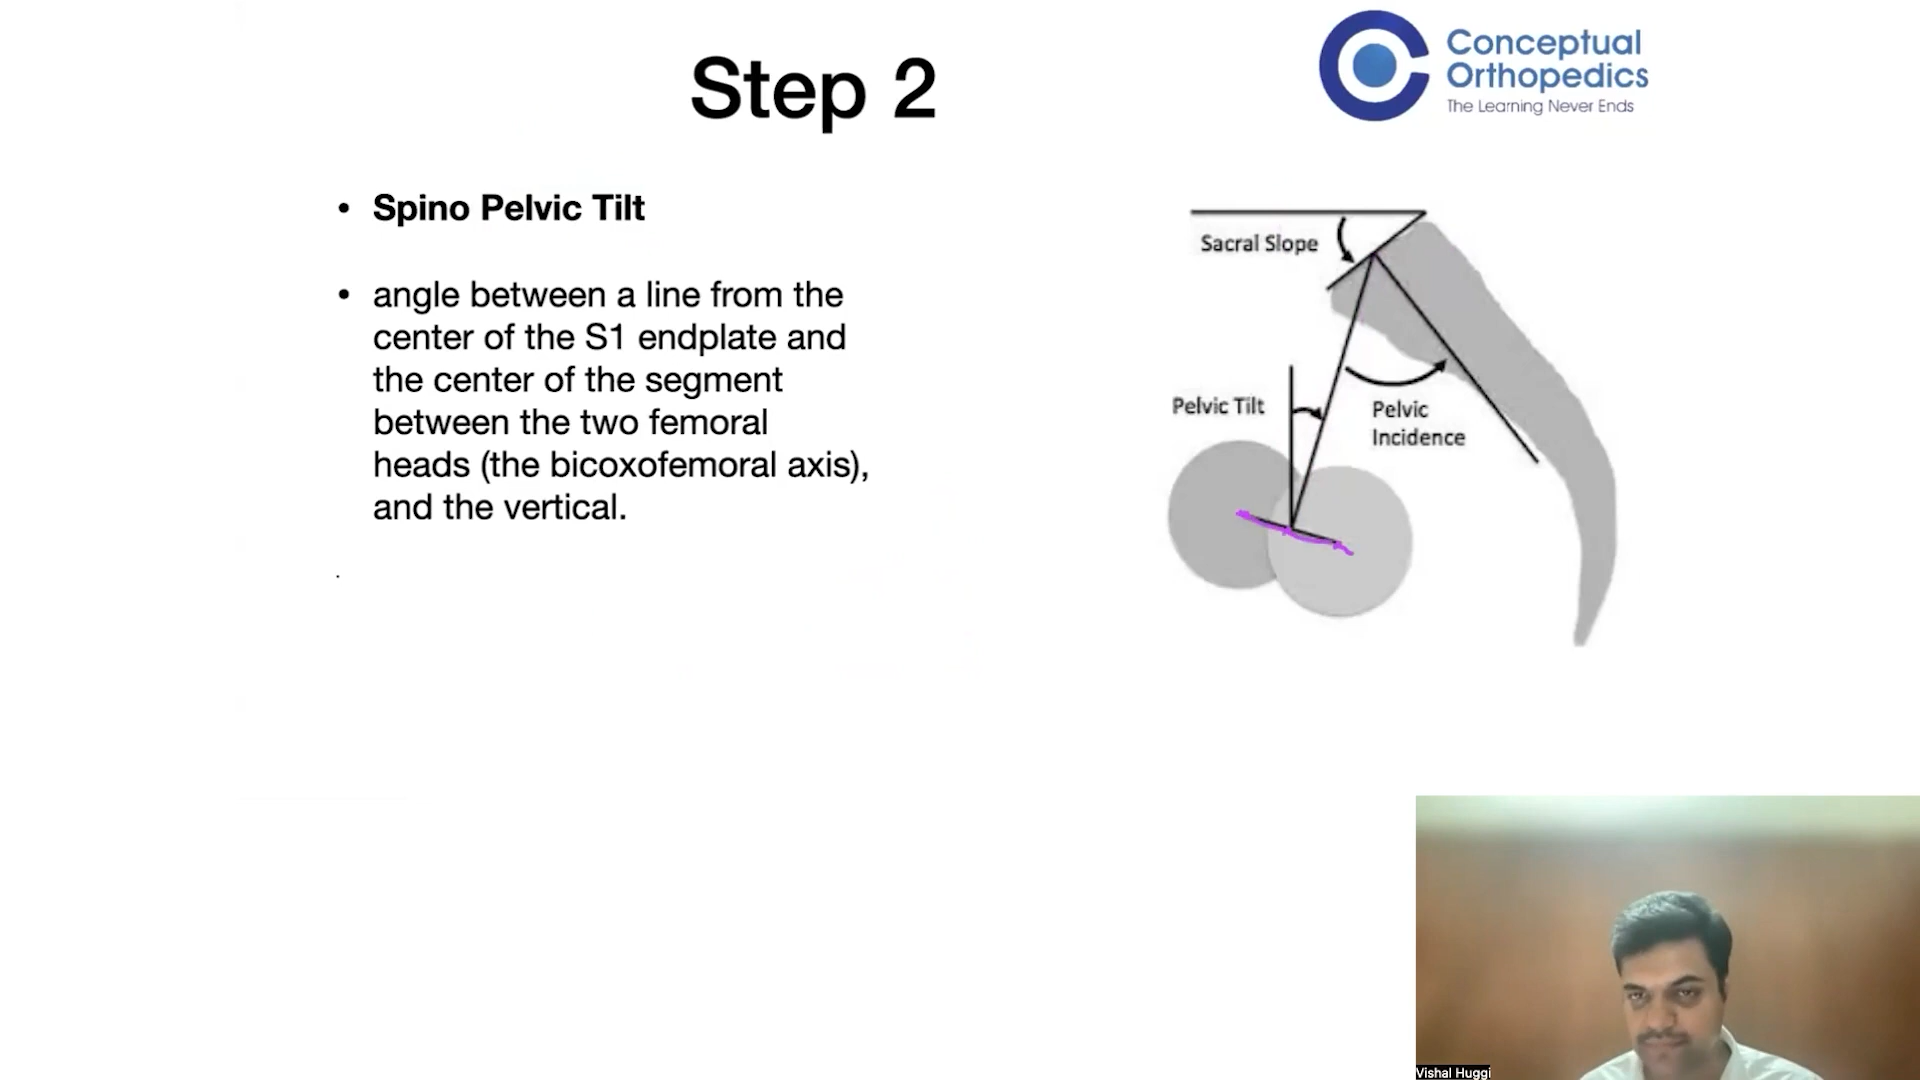 Step 2
Conceptual
Orthopedics
The Learning Never Ends
• Spino Pelvic Tilt
• angle between a line from the
center of the S1 endplate and
the center of the segment
between the two femoral
heads (the bicoxofemoral axis),
and the vertical.
Sacral Slope
Pelvic Tilt
Pelvic
Incidence
Vishal Huggi